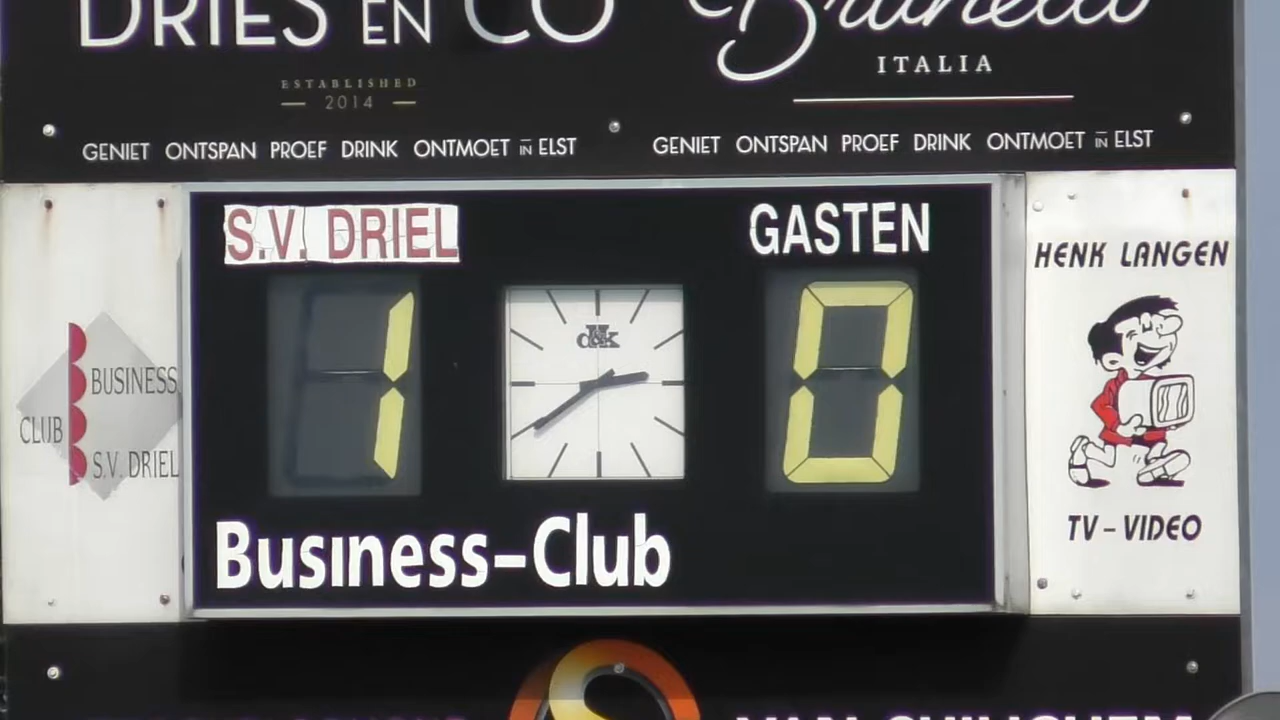 DRIES EN CO
Brunello
ITALIA
ESTABLISHED
2014
GENIET ONTSPAN PROEF DRINK ONTMOET IN ELST
GENIET ONTSPAN PROEF DRINK ONTMOET IN ELST
S.V. DRIEL
GASTEN
1
0
d&k
HENK LANGEN
TV-VIDEO
BUSINESS
CLUB
S.V. DRIEL
Business-Club